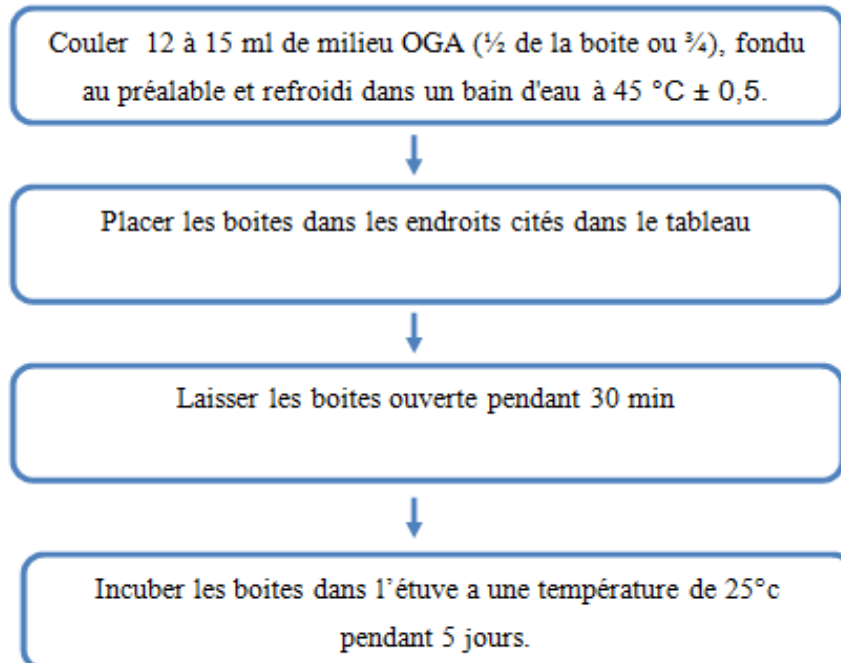 Couler 12 à 15 ml de milieu OGA (½ de la boite ou ¾), fondu
au préalable et refroidi dans un bain d'eau à 45 °C ± 0,5.
Placer les boites dans les endroits cités dans le tableau
Laisser les boites ouverte pendant 30 min
Incuber les boites dans l’étuve a une température de 25°c
pendant 5 jours.